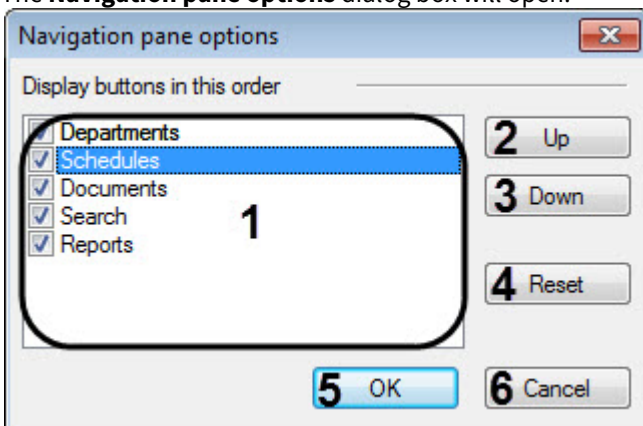 The Navigation pane options dialog box will open.
Navigation pane options
Display buttons in this order
Departments
Schedules
Documents
Search
Reports
1
2 Up
3 Down
4 Reset
5 OK
6 Cancel